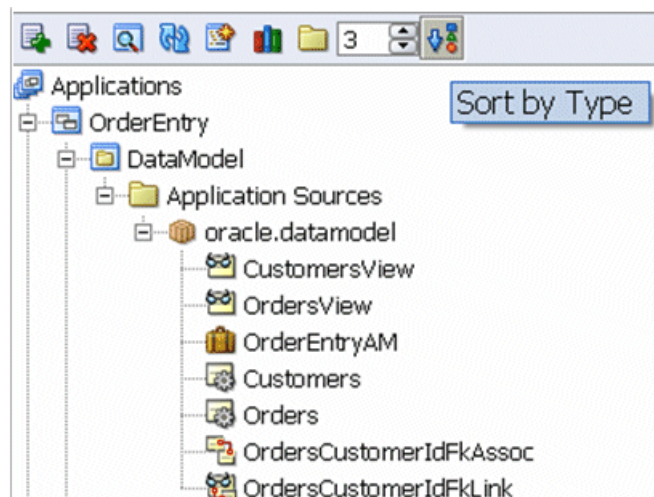 3
Applications
Sort by Type
OrderEntry
DataModel
Application Sources
oracle.datamodel
CustomersView
OrdersView
OrderEntryAM
Customers
Orders
OrdersCustomerIdFkAssoc
OrdersCustomerIdFkLink